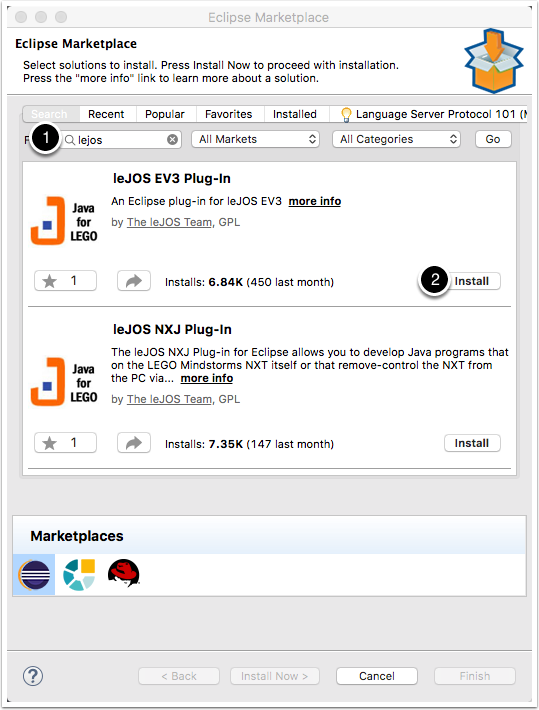 Eclipse Marketplace
Eclipse Marketplace
Select solutions to install. Press Install Now to proceed with installation.
Press the "more info" link to learn more about a solution.
Search Recent Popular Favorites Installed Language Server Protocol 101
1 lejos All Markets All Categories Go
leJOS EV3 Plug-In
An Eclipse plug-in for leJOS EV3 more info
by The leJOS Team, GPL
Java
for
LEGO
1 Installs: 6.84K (450 last month) 2 Install
leJOS NXJ Plug-In
The leJOS NXJ Plug-in for Eclipse allows you to develop Java programs that
on the LEGO Mindstorms NXT itself or that remove-control the NXT from
the PC via... more info
by The leJOS Team, GPL
Java
for
LEGO
1 Installs: 7.35K (147 last month) Install
Marketplaces
? < Back Install Now > Cancel Finish